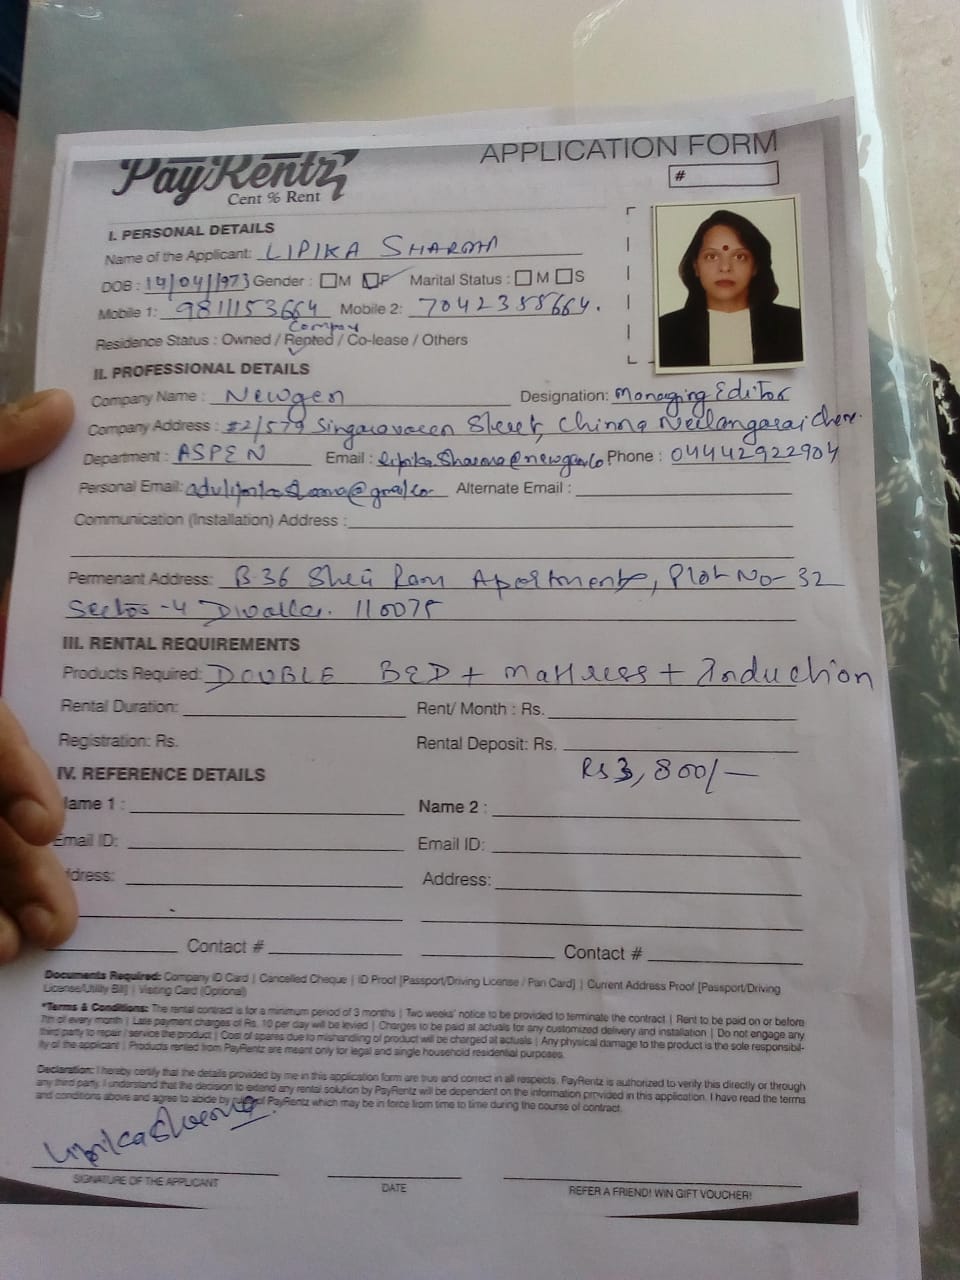 PayRentz
Cent % Rent
APPLICATION FORM
#
I. PERSONAL DETAILS
Name of the Applicant: LIPIKA SHARMA
DOB : 14/04/1973 Gender : M F Marital Status : M S
Mobile 1: 9811153664 Mobile 2: 7042388664.
Residence Status : Owned / Rented / Co-lease / Others
II. PROFESSIONAL DETAILS
Company Name : Newgen Designation: Managing Editor
Company Address : #2/579 Singaravaren Street, Chinna Neelangarai
Department : ASPEN Email : lipika.sharma@newgen.co Phone : 04442922904
Personal Email: Alternate Email :
Communication (Installation) Address :
Permenant Address: B-36 Shri Ram Apartments, Plot No- 32
Sector -4 110075
III. RENTAL REQUIREMENTS
Products Required: DOUBLE BED + Mattress + Induction
Rental Duration: Rent/ Month : Rs.
Registration: Rs. Rental Deposit: Rs.
Rs 3,800/-
IV. REFERENCE DETAILS
Name 1 : Name 2 :
Email ID: Email ID:
dress: Address:
Contact # Contact #
Documents Required: Company ID Card | Cancelled Cheque | ID Proof [Passport/Driving License / Pan Card] | Current Address Proof [Passport/Driving
License/Utility Bill] | Visiting Card (Optional)
*Terms & Conditions: The rental contract is for a minimum period of 3 months | Two weeks' notice to be provided to terminate the contract | Rent to be paid on or before
7th of every month | Late payment charges of Rs. 10 per day will be levied | Charges to be paid at actuals for any customized delivery and installation | Do not engage any
third party to repair / service the product | Cost of spares due to mishandling of product will be charged at actuals | Any physical damage to the product is the sole responsibil-
ity of the applicant | Products rented from PayRentz are meant only for legal and single household residential purposes.
Declaration: I hereby certify that the details provided by me in this application form are true and correct in all respects. PayRentz is authorized to verify this directly or through
any third party. I understand that the decision to extend any rental solution by PayRentz will be dependent on the information provided in this application. I have read the terms
and conditions above and agree to abide by PayRentz which may be in force from time to time during the course of contract.
Lipika Sharma
SIGNATURE OF THE APPLICANT DATE REFER A FRIEND! WIN GIFT VOUCHER!